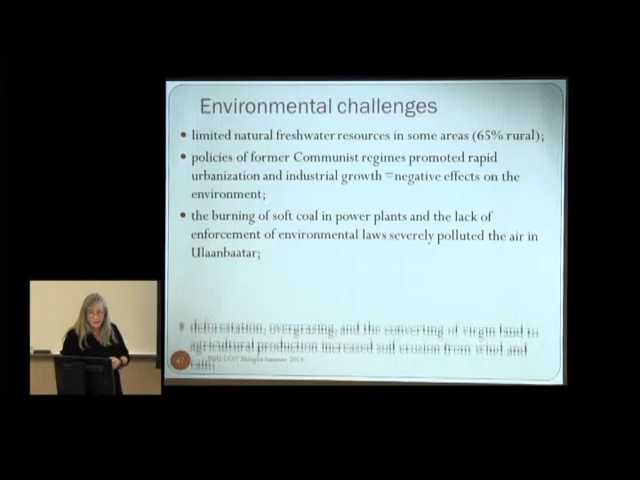 Environmental challenges
• limited natural freshwater resources in some areas (65% rural);
• policies of former Communist regimes promoted rapid
urbanization and industrial growth =negative effects on the
environment;
• the burning of soft coal in power plants and the lack of
enforcement of environmental laws severely polluted the air in
Ulaanbaatar;
deforestation, overgrazing, and the converting of virgin land to
agricultural production increased soil erosion from wind and
rain;
Mongolia Summer